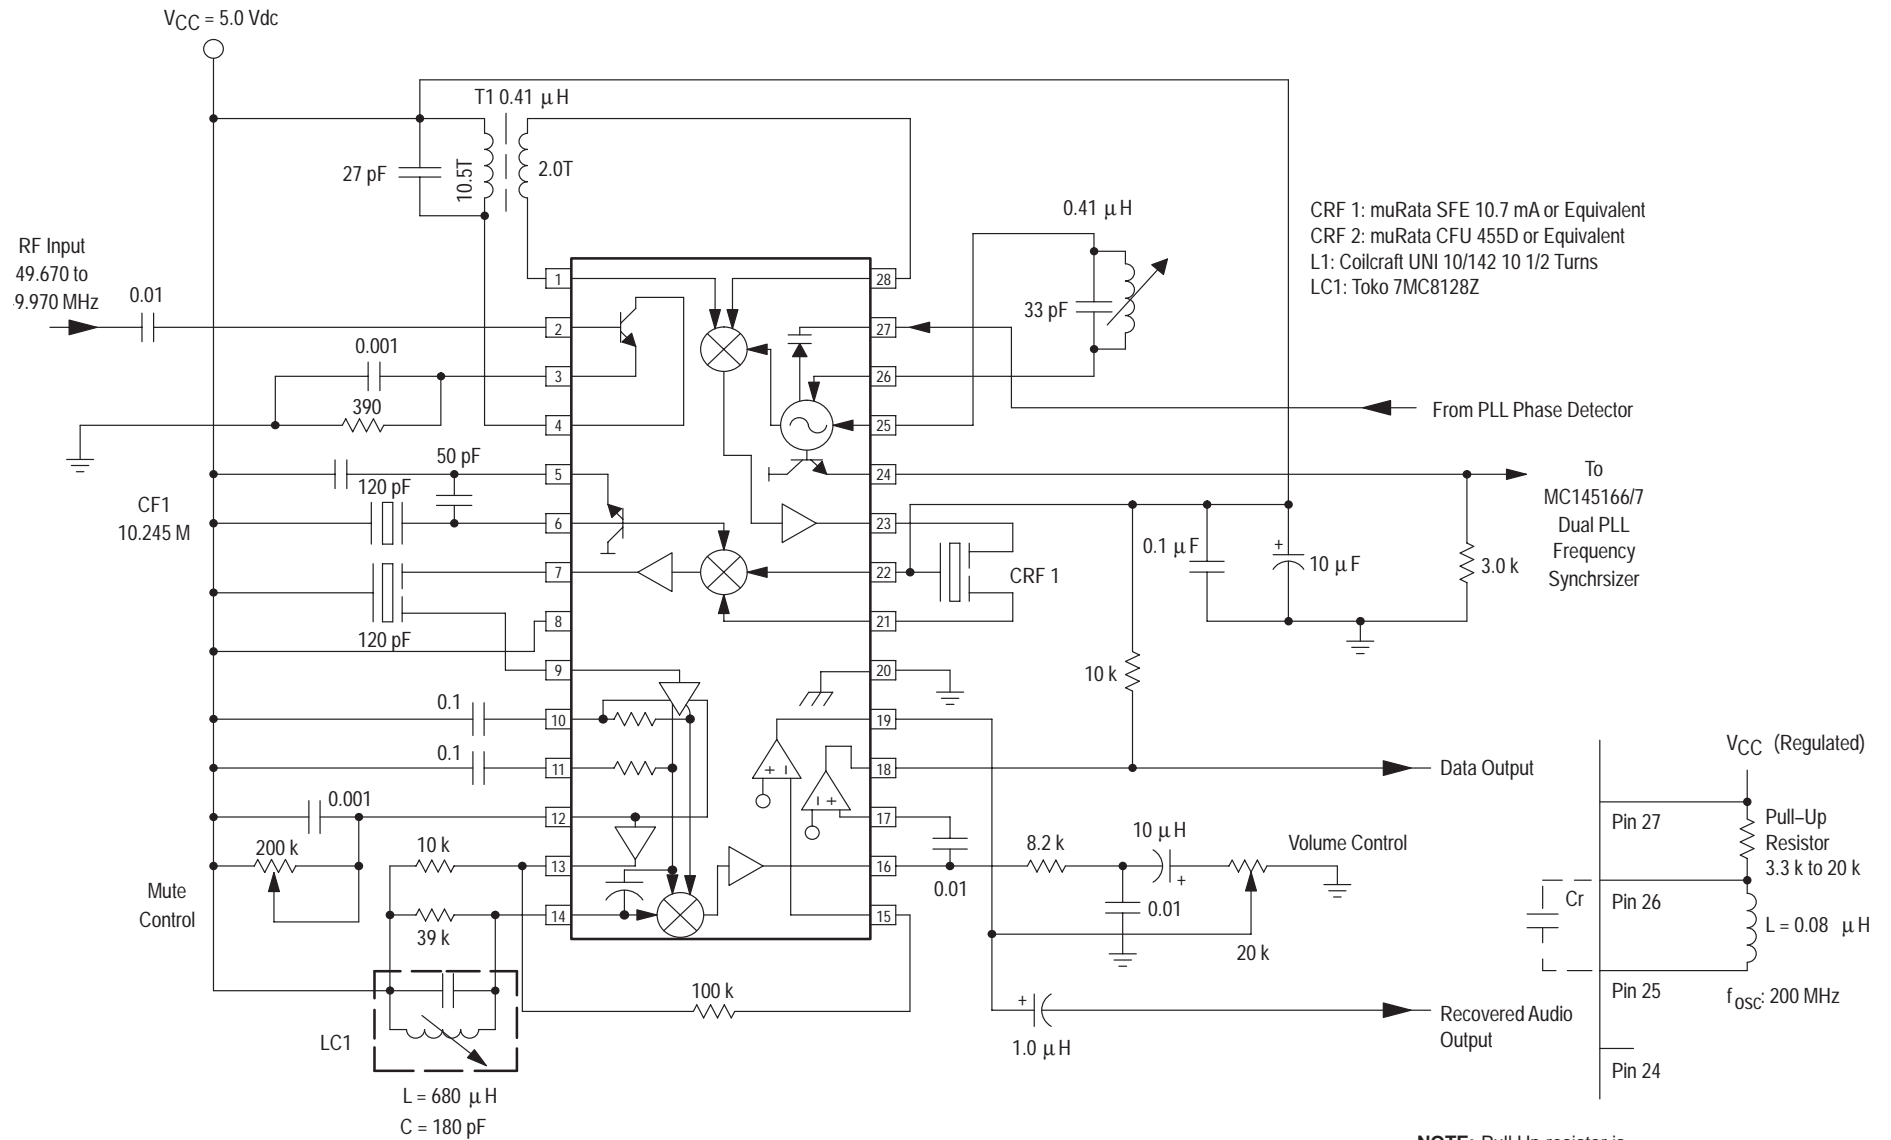 VCC = 5.0 Vdc
T1 0.41 µH
27 pF
10.5T
2.0T
RF Input
49.670 to
9.970 MHz
0.01
0.001
390
50 pF
120 pF
CF1
10.245 M
120 pF
0.1
0.1
0.001
200 k
10 k
Mute
Control
39 k
LC1
L = 680 µH
C = 180 pF
100 k
1
2
3
4
5
6
7
8
9
10
11
12
13
14
28
27
26
25
24
23
22
21
20
19
18
17
16
15
+ –
– +
0.41 µH
33 pF
CRF 1: muRata SFE 10.7 mA or Equivalent
CRF 2: muRata CFU 455D or Equivalent
L1: Coilcraft UNI 10/142 10 1/2 Turns
LC1: Toko 7MC8128Z
From PLL Phase Detector
To
MC145166/7
Dual PLL
Frequency
Synchrsizer
CRF 1
0.1 µF
+
10 µF
3.0 k
10 k
Data Output
0.01
8.2 k
10 µH
+
0.01
Volume Control
20 k
+
1.0 µH
Recovered Audio
Output
VCC (Regulated)
Pin 27
Pull–Up
Resistor
3.3 k to 20 k
Cr
Pin 26
L = 0.08 µH
Pin 25
fosc: 200 MHz
Pin 24
NOTE: Pull Up resistor is